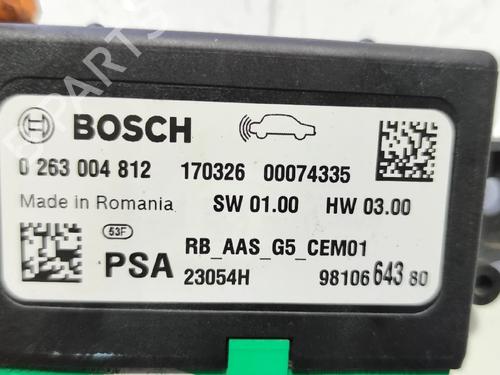 BOSCH
0 263 004 812 170326 00074335
Made in Romania SW 01.00 HW 03.00
53F RB_AAS_G5_CEM01
PSA 23054H 98106 643 80
B-PARTS